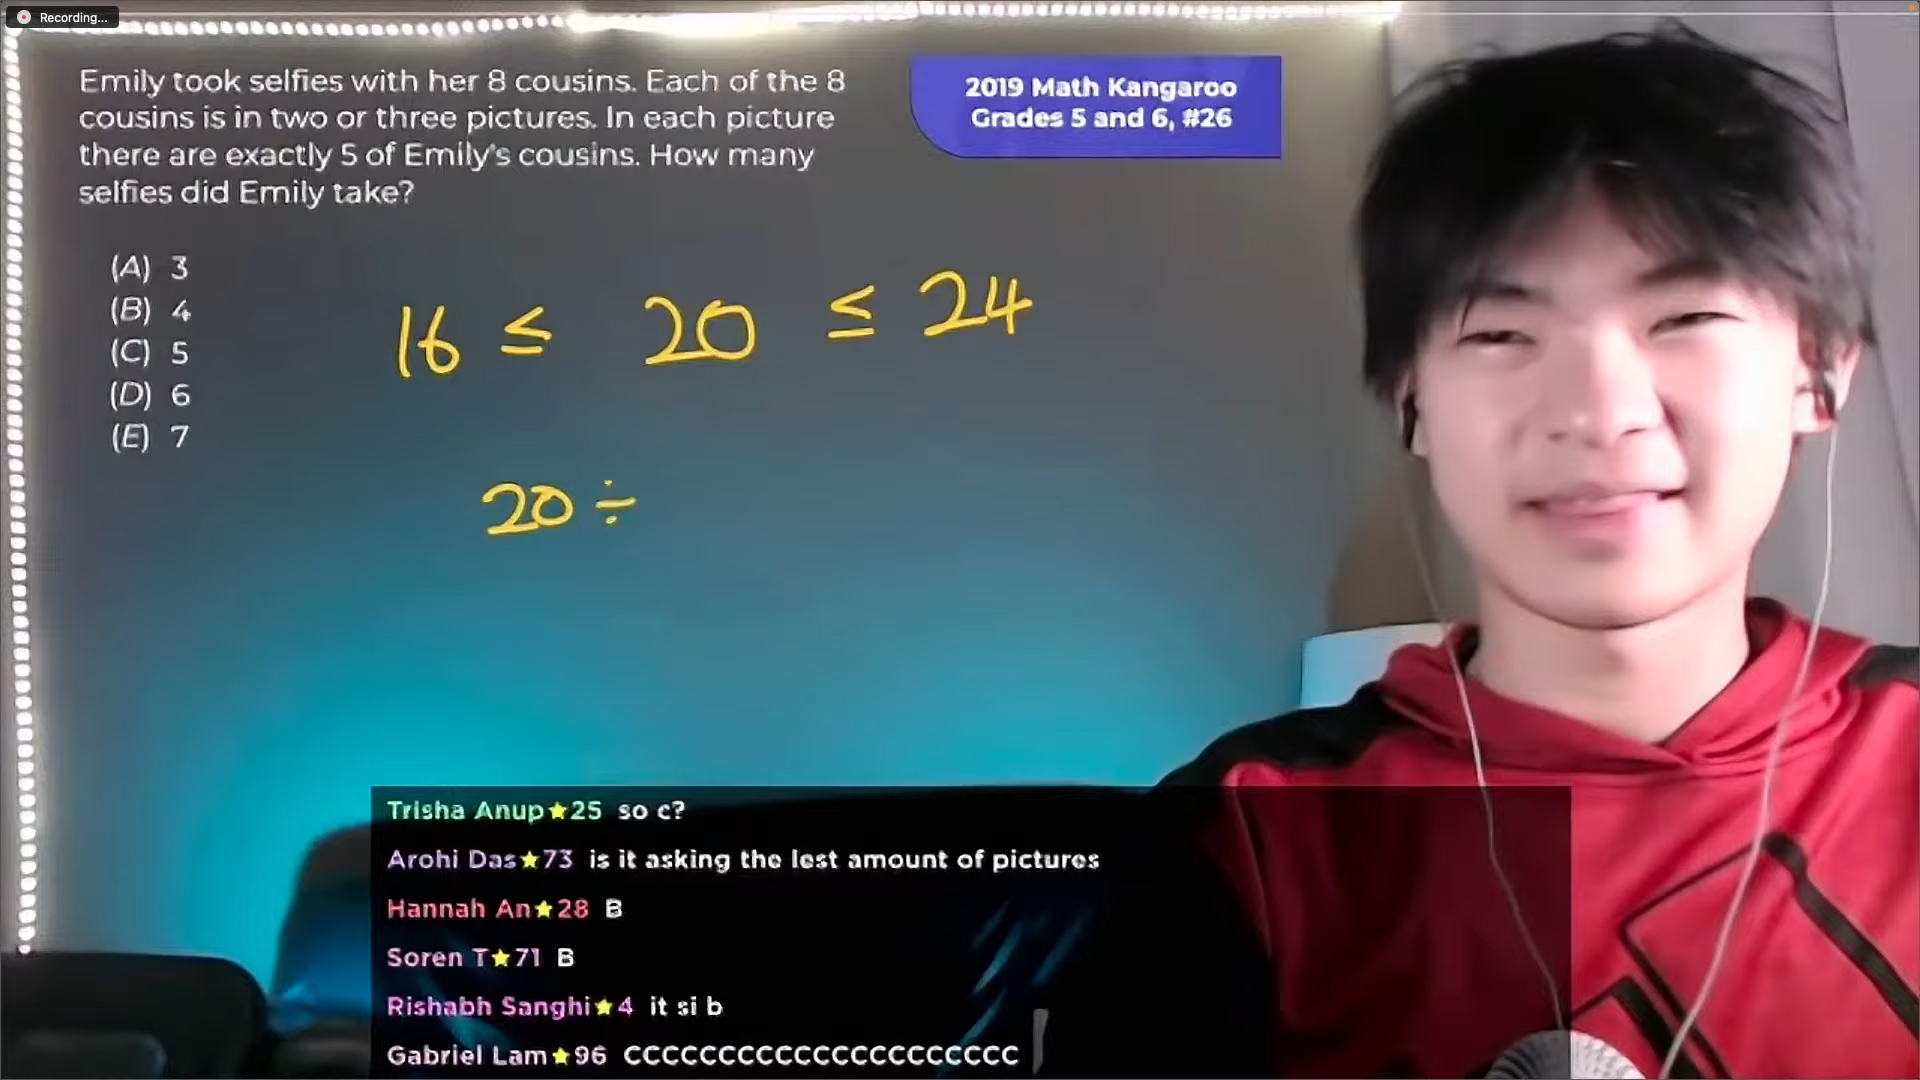 Recording...
Emily took selfies with her 8 cousins. Each of the 8
cousins is in two or three pictures. In each picture
there are exactly 5 of Emily's cousins. How many
selfies did Emily take?
2019 Math Kangaroo
Grades 5 and 6, #26
(A) 3
(B) 4
(C) 5
(D) 6
(E) 7
16 ≤ 20 ≤ 24
20 ÷
Trisha Anup★25 so c?
Arohi Das★73 is it asking the lest amount of pictures
Hannah An★28 B
Soren T★71 B
Rishabh Sanghi★4 it si b
Gabriel Lam★96 CCCCCCCCCCCCCCCCCCCCC